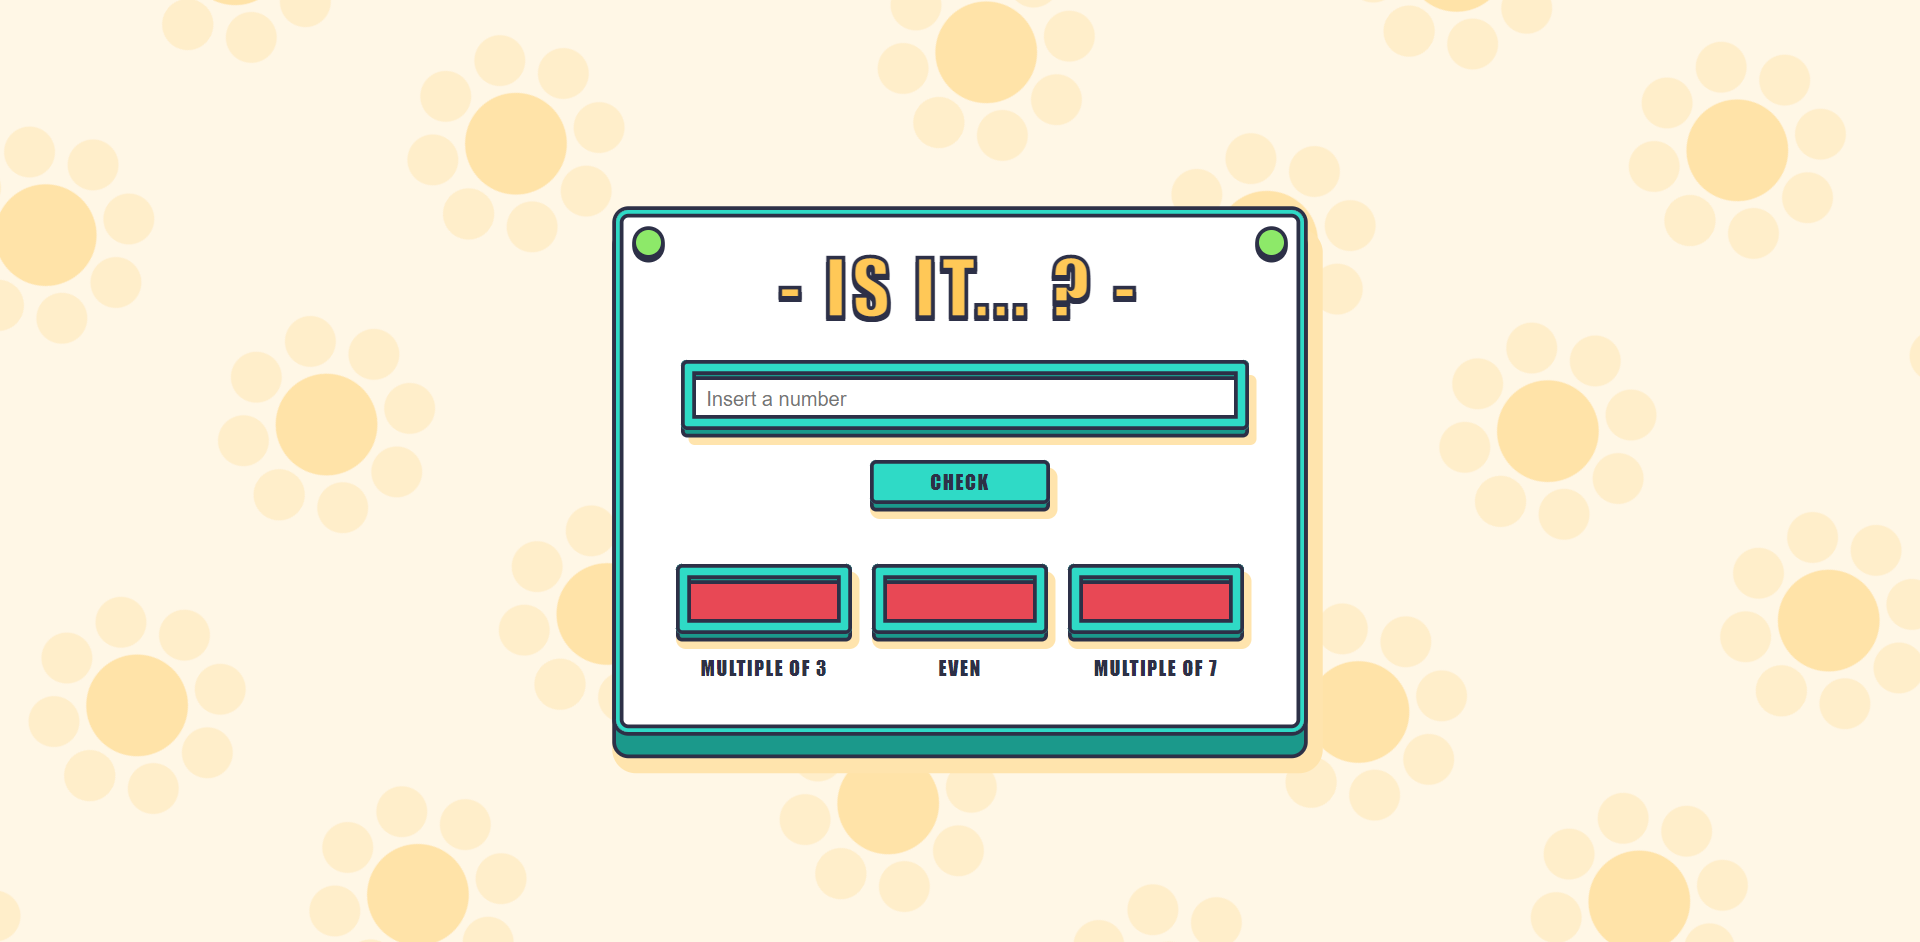 - IS IT... ? -
Insert a number
CHECK
MULTIPLE OF 3
EVEN
MULTIPLE OF 7